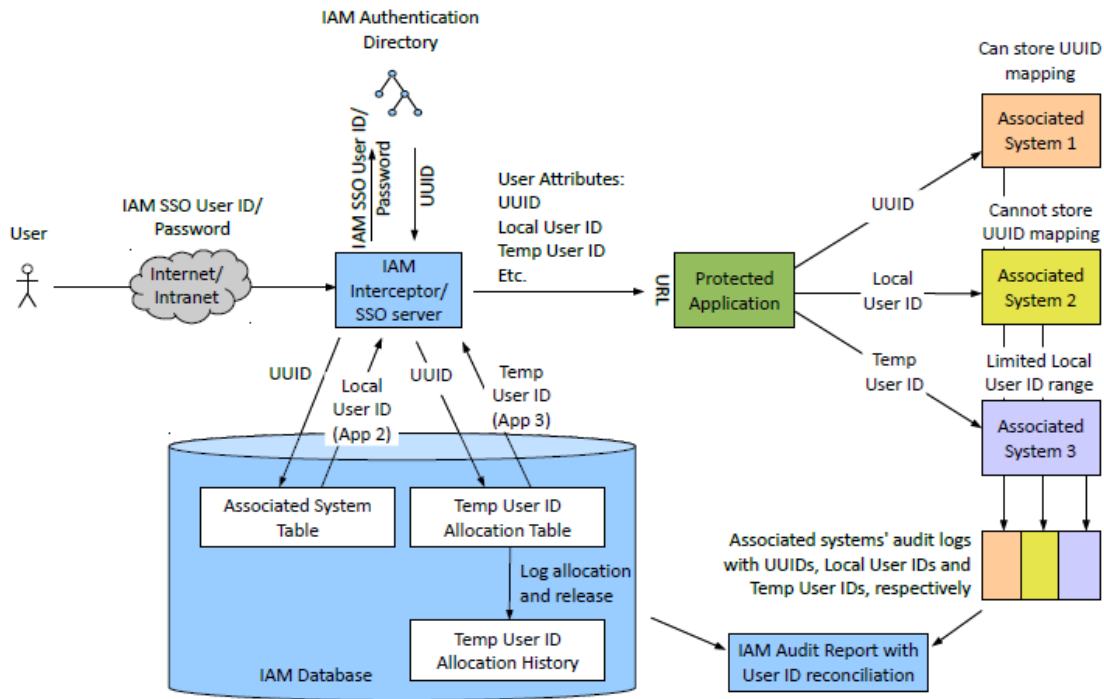 IAM Authentication
Directory
Can store UUID
mapping
Associated
System 1
IAM SSO User ID/
Password
UUID
User Attributes:
UUID
Local User ID
Temp User ID
Etc.
UUID
IAM SSO User ID/
Password
User
Internet/
Intranet
IAM
Interceptor/
SSO server
URL
Protected
Application
Cannot store
UUID mapping
Local
User ID
Associated
System 2
Temp
User ID
Limited Local
User ID range
Associated
System 3
UUID
Local
User ID
(App 2)
UUID
Temp
User ID
(App 3)
Associated System
Table
Temp User ID
Allocation Table
Log allocation
and release
Temp User ID
Allocation History
IAM Database
Associated systems' audit logs
with UUIDs, Local User IDs and
Temp User IDs, respectively
IAM Audit Report with
User ID reconciliation